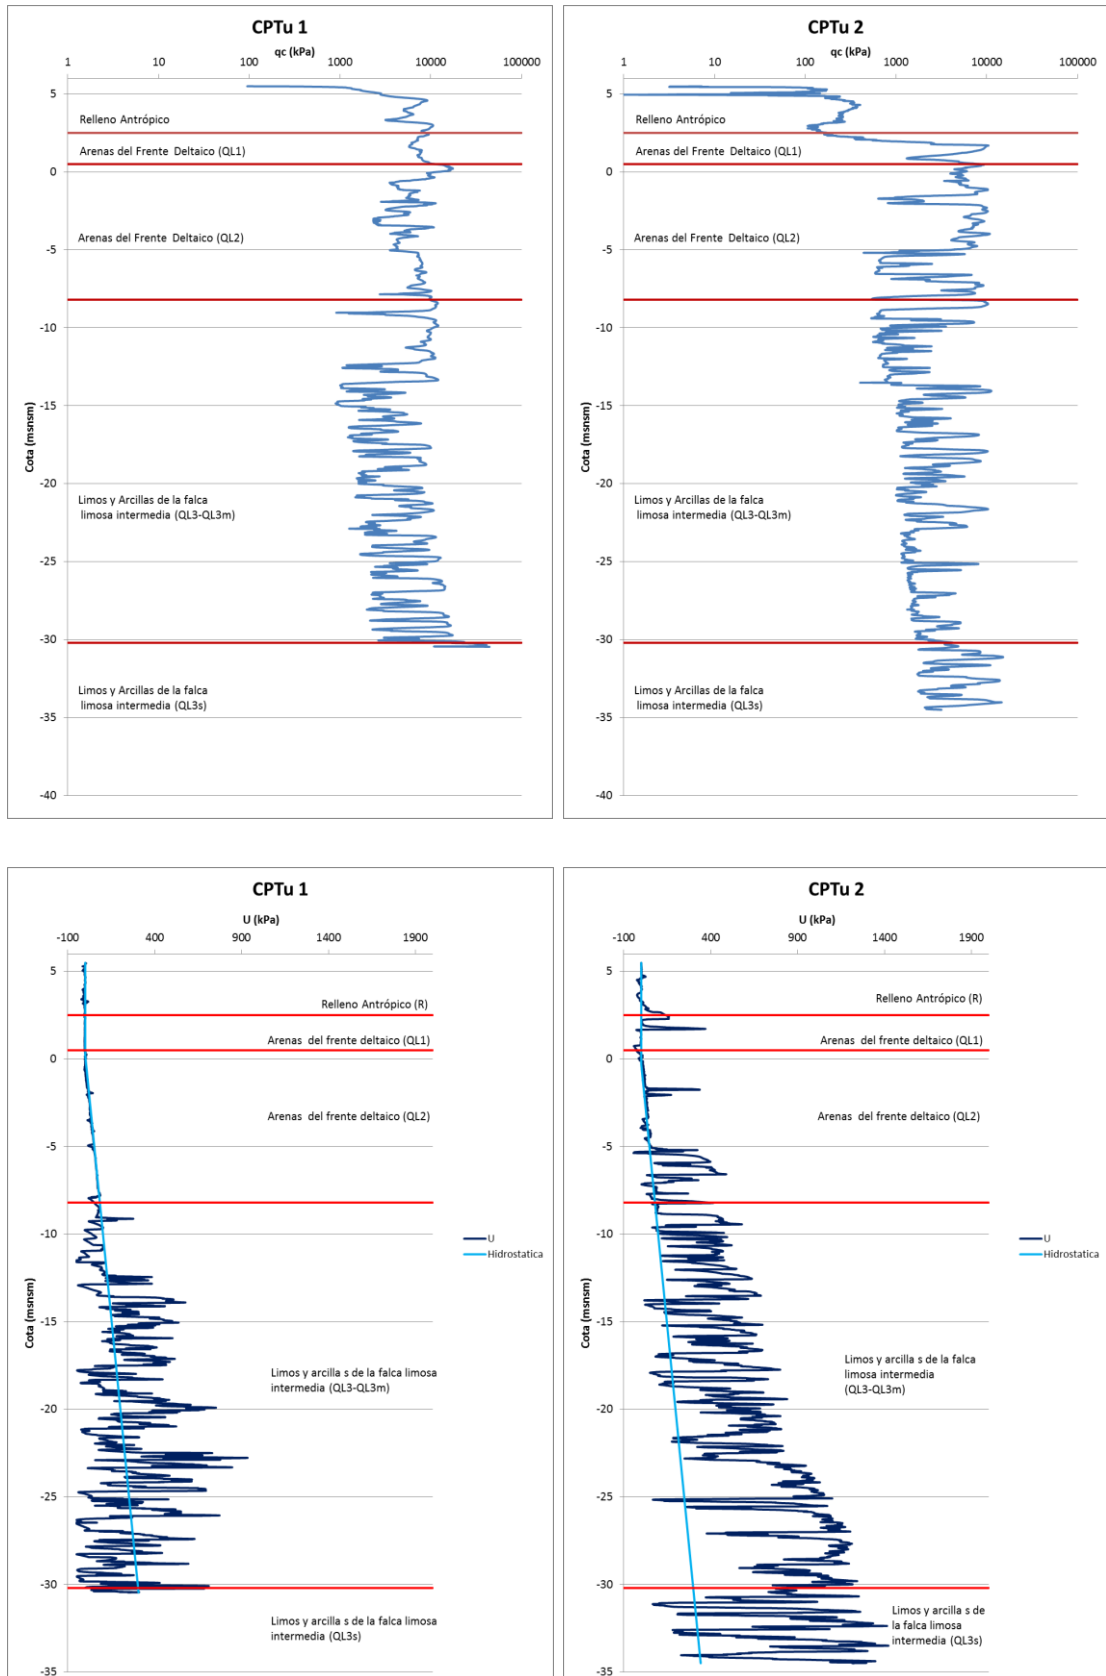 CPTu 1
qc (kPa)
1 10 100 1000 10000 100000
5
Relleno Antrópico
Arenas del Frente Deltaico (QL1)
0
Arenas del Frente Deltaico (QL2)
-5
-10
-15
Cota (msnsm)
-20
Limos y Arcillas de la falca
limosa intermedia (QL3-QL3m)
-25
-30
Limos y Arcillas de la falca
limosa intermedia (QL3s)
-35
-40
CPTu 2
qc (kPa)
1 10 100 1000 10000 100000
5
Relleno Antrópico
Arenas del Frente Deltaico (QL1)
0
Arenas del Frente Deltaico (QL2)
-5
-10
-15
Cota (msnsm)
-20
Limos y Arcillas de la falca
limosa intermedia (QL3-QL3m)
-25
-30
Limos y Arcillas de la falca
limosa intermedia (QL3s)
-35
-40
CPTu 1
U (kPa)
-100 400 900 1400 1900
5
Relleno Antrópico (R)
Arenas del frente deltaico (QL1)
0
Arenas del frente deltaico (QL2)
-5
-10
U
Hidrostatica
-15
Cota (msnsm)
Limos y arcilla s de la falca limosa
intermedia (QL3-QL3m)
-20
-25
-30
Limos y arcilla s de la falca limosa
intermedia (QL3s)
-35
CPTu 2
U (kPa)
-100 400 900 1400 1900
5
Relleno Antrópico (R)
Arenas del frente deltaico (QL1)
0
Arenas del frente deltaico (QL2)
-5
-10
U
Hidrostatica
-15
Cota (msnsm)
Limos y arcilla s de la falca
limosa intermedia
(QL3-QL3m)
-20
-25
-30
Limos y arcilla s de
la falca limosa
intermedia (QL3s)
-35